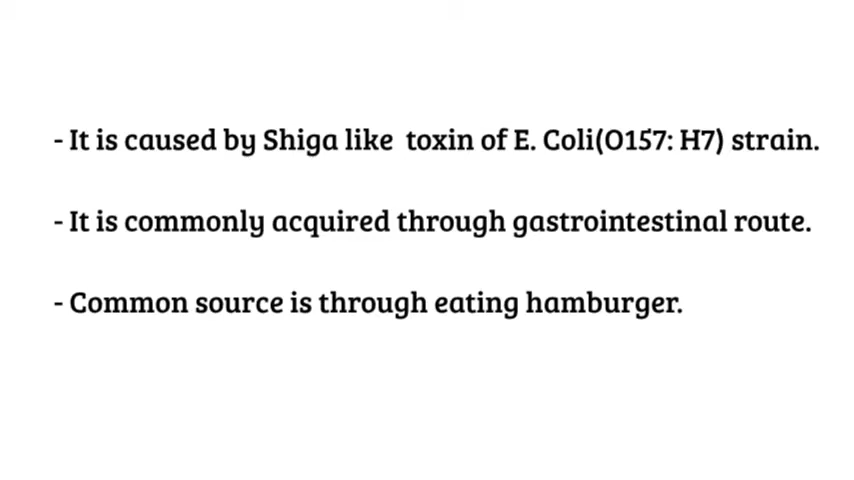 - It is caused by Shiga like  toxin of E. Coli(O157: H7) strain.
- It is commonly acquired through gastrointestinal route.
- Common source is through eating hamburger.